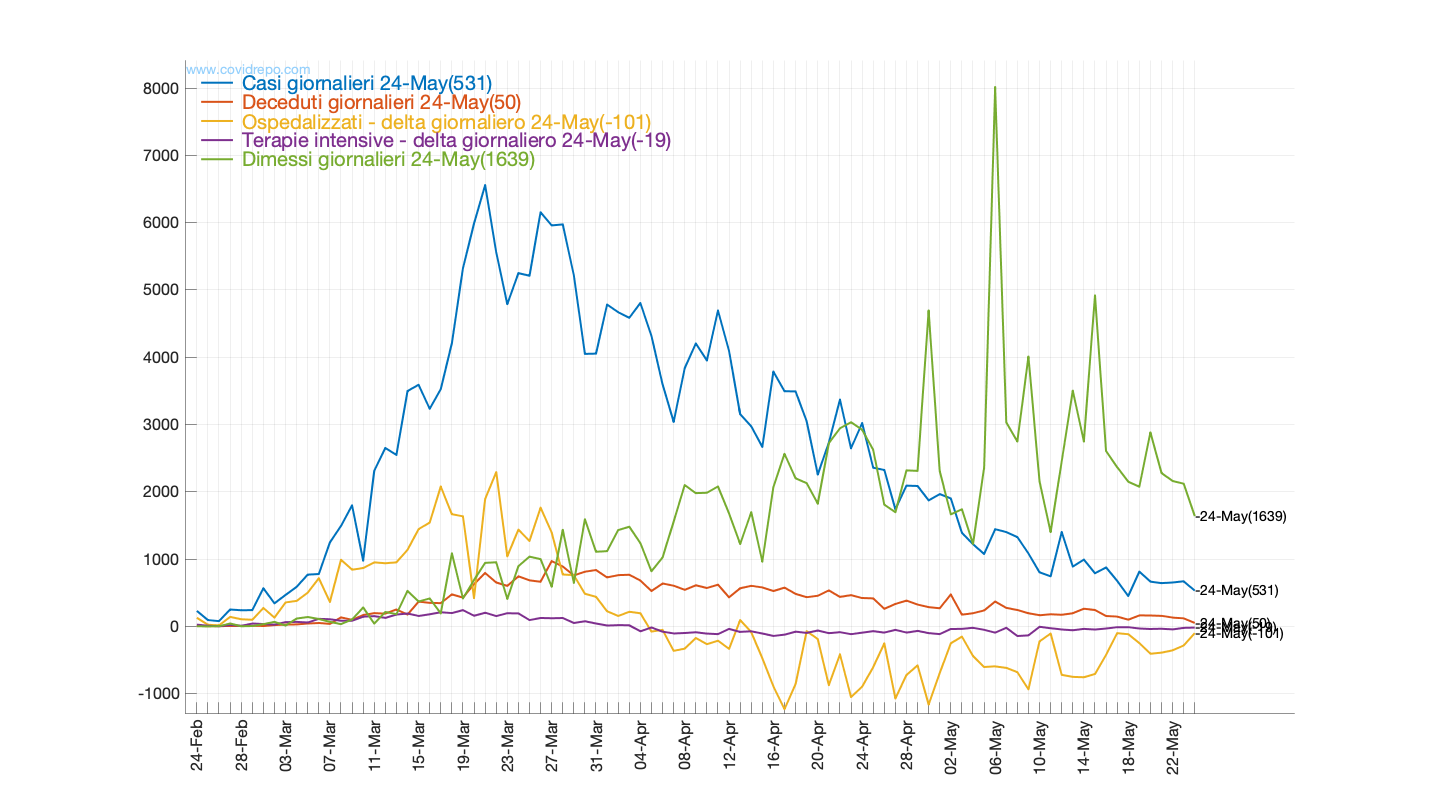 www.covidrepo.com
Casi giornalieri 24-May(531)
Deceduti giornalieri 24-May(50)
Ospedalizzati - delta giornaliero 24-May(-101)
Terapie intensive - delta giornaliero 24-May(-19)
Dimessi giornalieri 24-May(1639)
8000
7000
6000
5000
4000
3000
2000
1000
0
-1000
-24-May(1639)
-24-May(531)
-24-May(50)
-24-May(-19)
-24-May(-101)
24-Feb
28-Feb
03-Mar
07-Mar
11-Mar
15-Mar
19-Mar
23-Mar
27-Mar
31-Mar
04-Apr
08-Apr
12-Apr
16-Apr
20-Apr
24-Apr
28-Apr
02-May
06-May
10-May
14-May
18-May
22-May